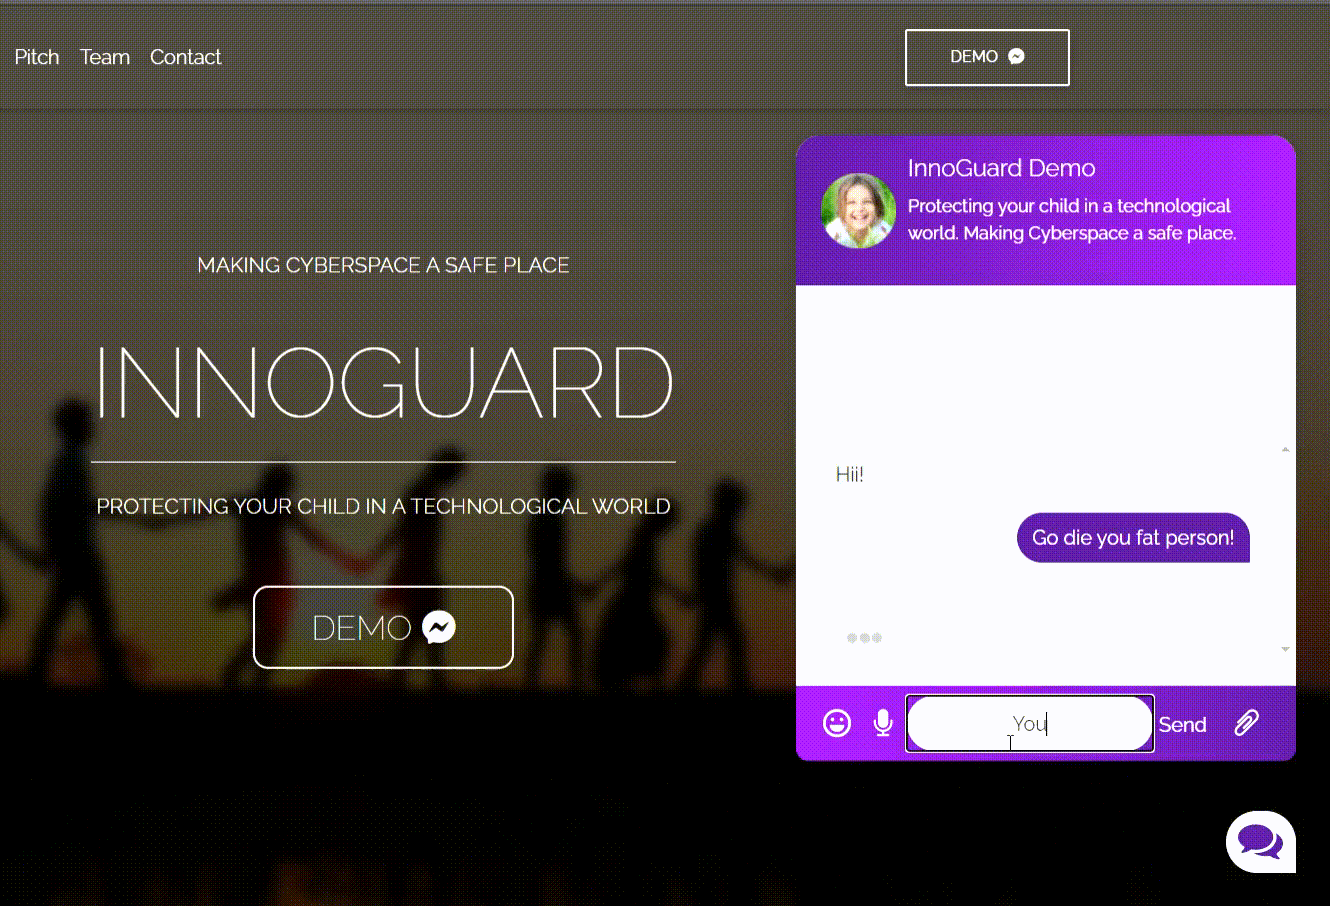 Pitch Team Contact
DEMO
MAKING CYBERSPACE A SAFE PLACE
INNOGUARD
PROTECTING YOUR CHILD IN A TECHNOLOGICAL WORLD
DEMO
InnoGuard Demo
Protecting your child in a technological
world. Making Cyberspace a safe place.
Hii!
Go die you fat person!
You
Send